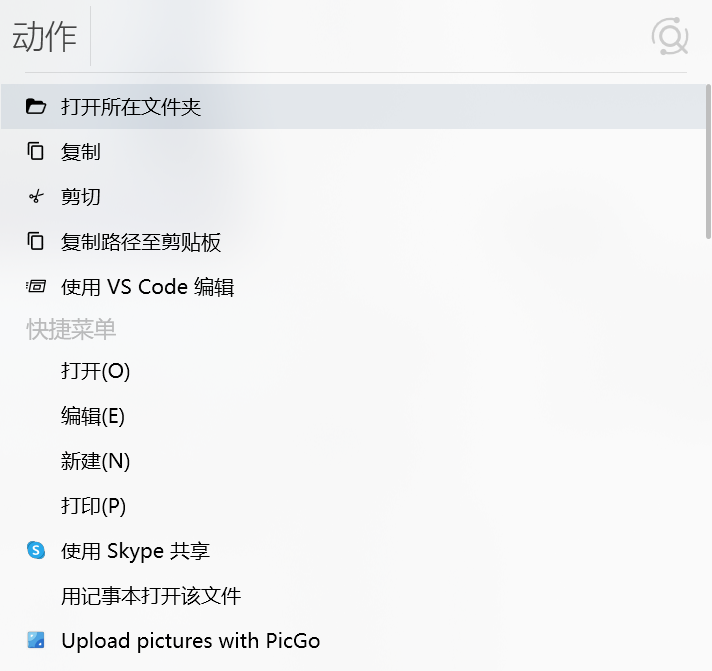 动作
打开所在文件夹
复制
剪切
复制路径至剪贴板
使用 VS Code 编辑
快捷菜单
打开(O)
编辑(E)
新建(N)
打印(P)
使用 Skype 共享
用记事本打开该文件
Upload pictures with PicGo